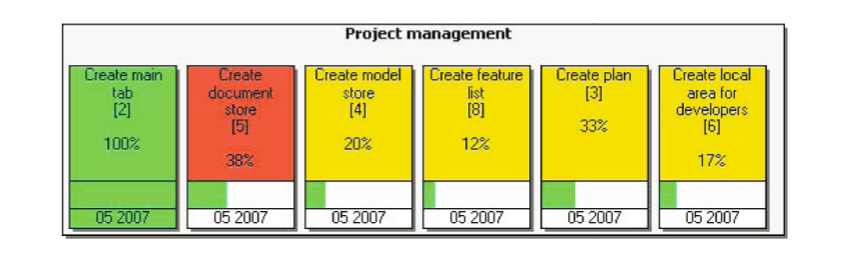 Project management
Create main
tab
[2]
100%
05 2007
Create
document
store
[5]
38%
05 2007
Create model
store
[4]
20%
05 2007
Create feature
list
[8]
12%
05 2007
Create plan
[3]
33%
05 2007
Create local
area for
developers
[6]
17%
05 2007